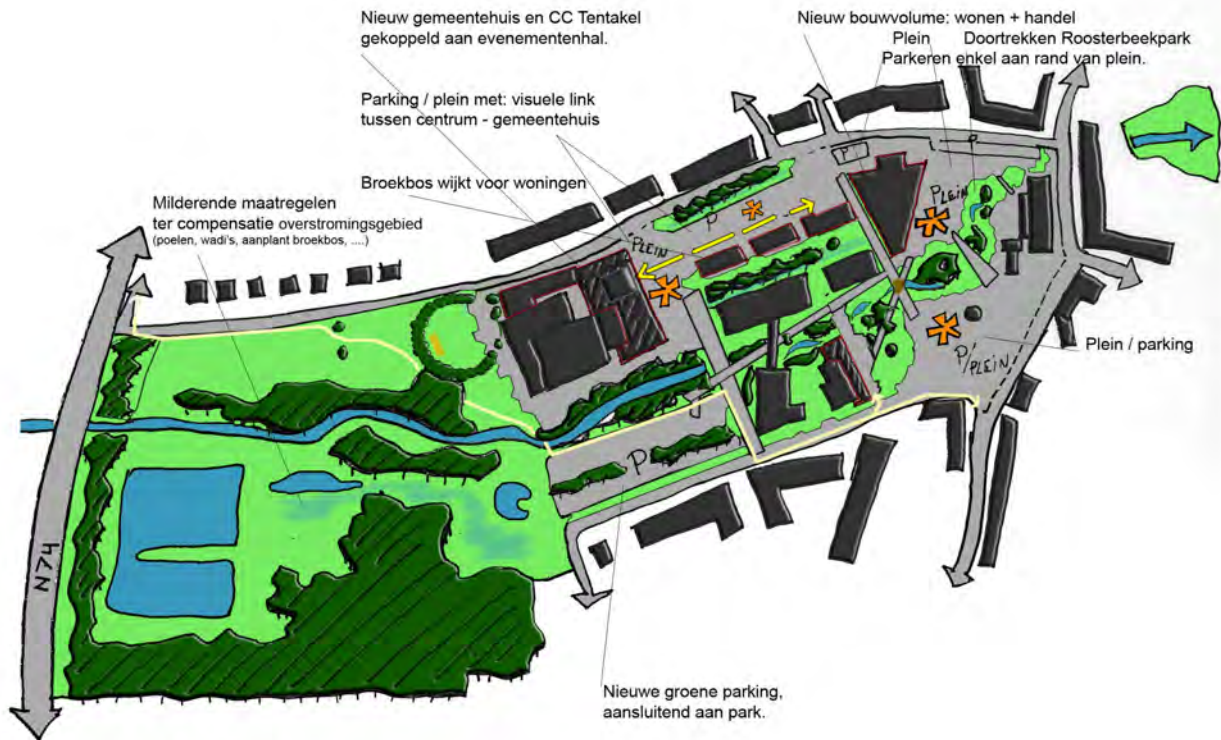 Nieuw gemeentehuis en CC Tentakel
gekoppeld aan evenementenhal.
Nieuw bouwvolume: wonen + handel
Plein
Doortrekken Roosterbeekpark
Parkeren enkel aan rand van plein.
Parking / plein met: visuele link
tussen centrum - gemeentehuis
Broekbos wijkt voor woningen
Milderende maatregelen
ter compensatie overstromingsgebied
(poelen, wadi's, aanplant broekbos, ....)
P
P
P
PLEIN
PLEIN
Plein / parking
P/PLEIN
P
N74
Nieuwe groene parking,
aansluitend aan park.